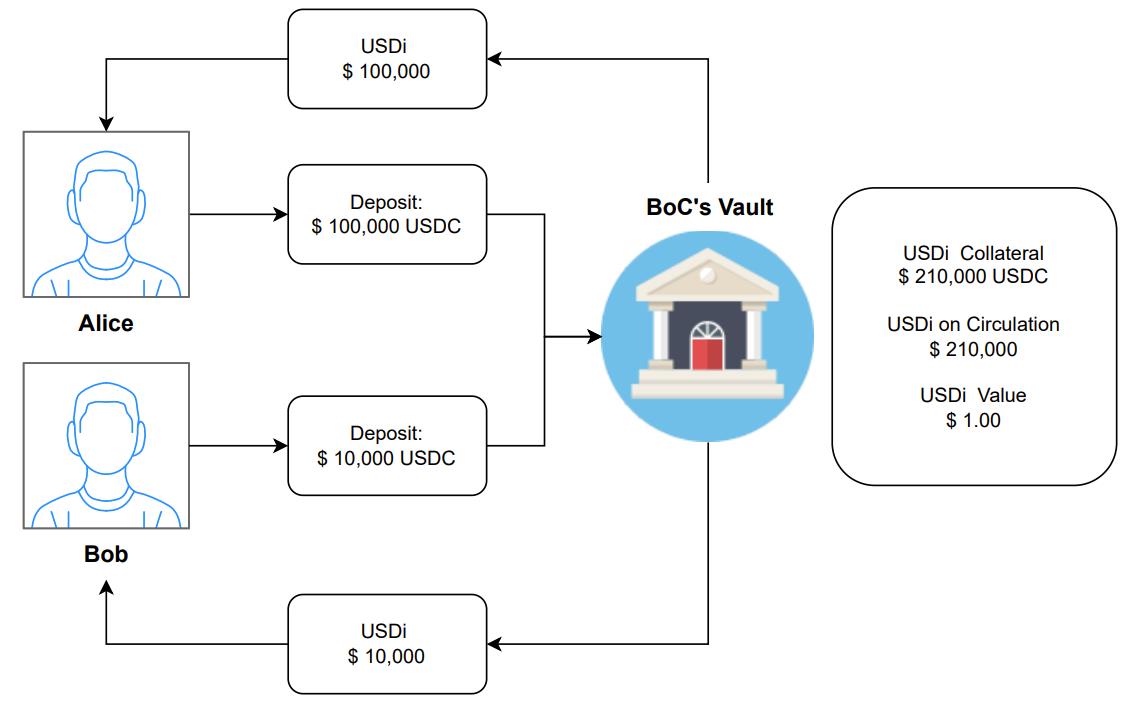 USDi
$ 100,000
Deposit:
$ 100,000 USDC
Alice
Deposit:
$ 10,000 USDC
Bob
USDi
$ 10,000
BoC's Vault
USDi Collateral
$ 210,000 USDC
USDi on Circulation
$ 210,000
USDi Value
$ 1.00